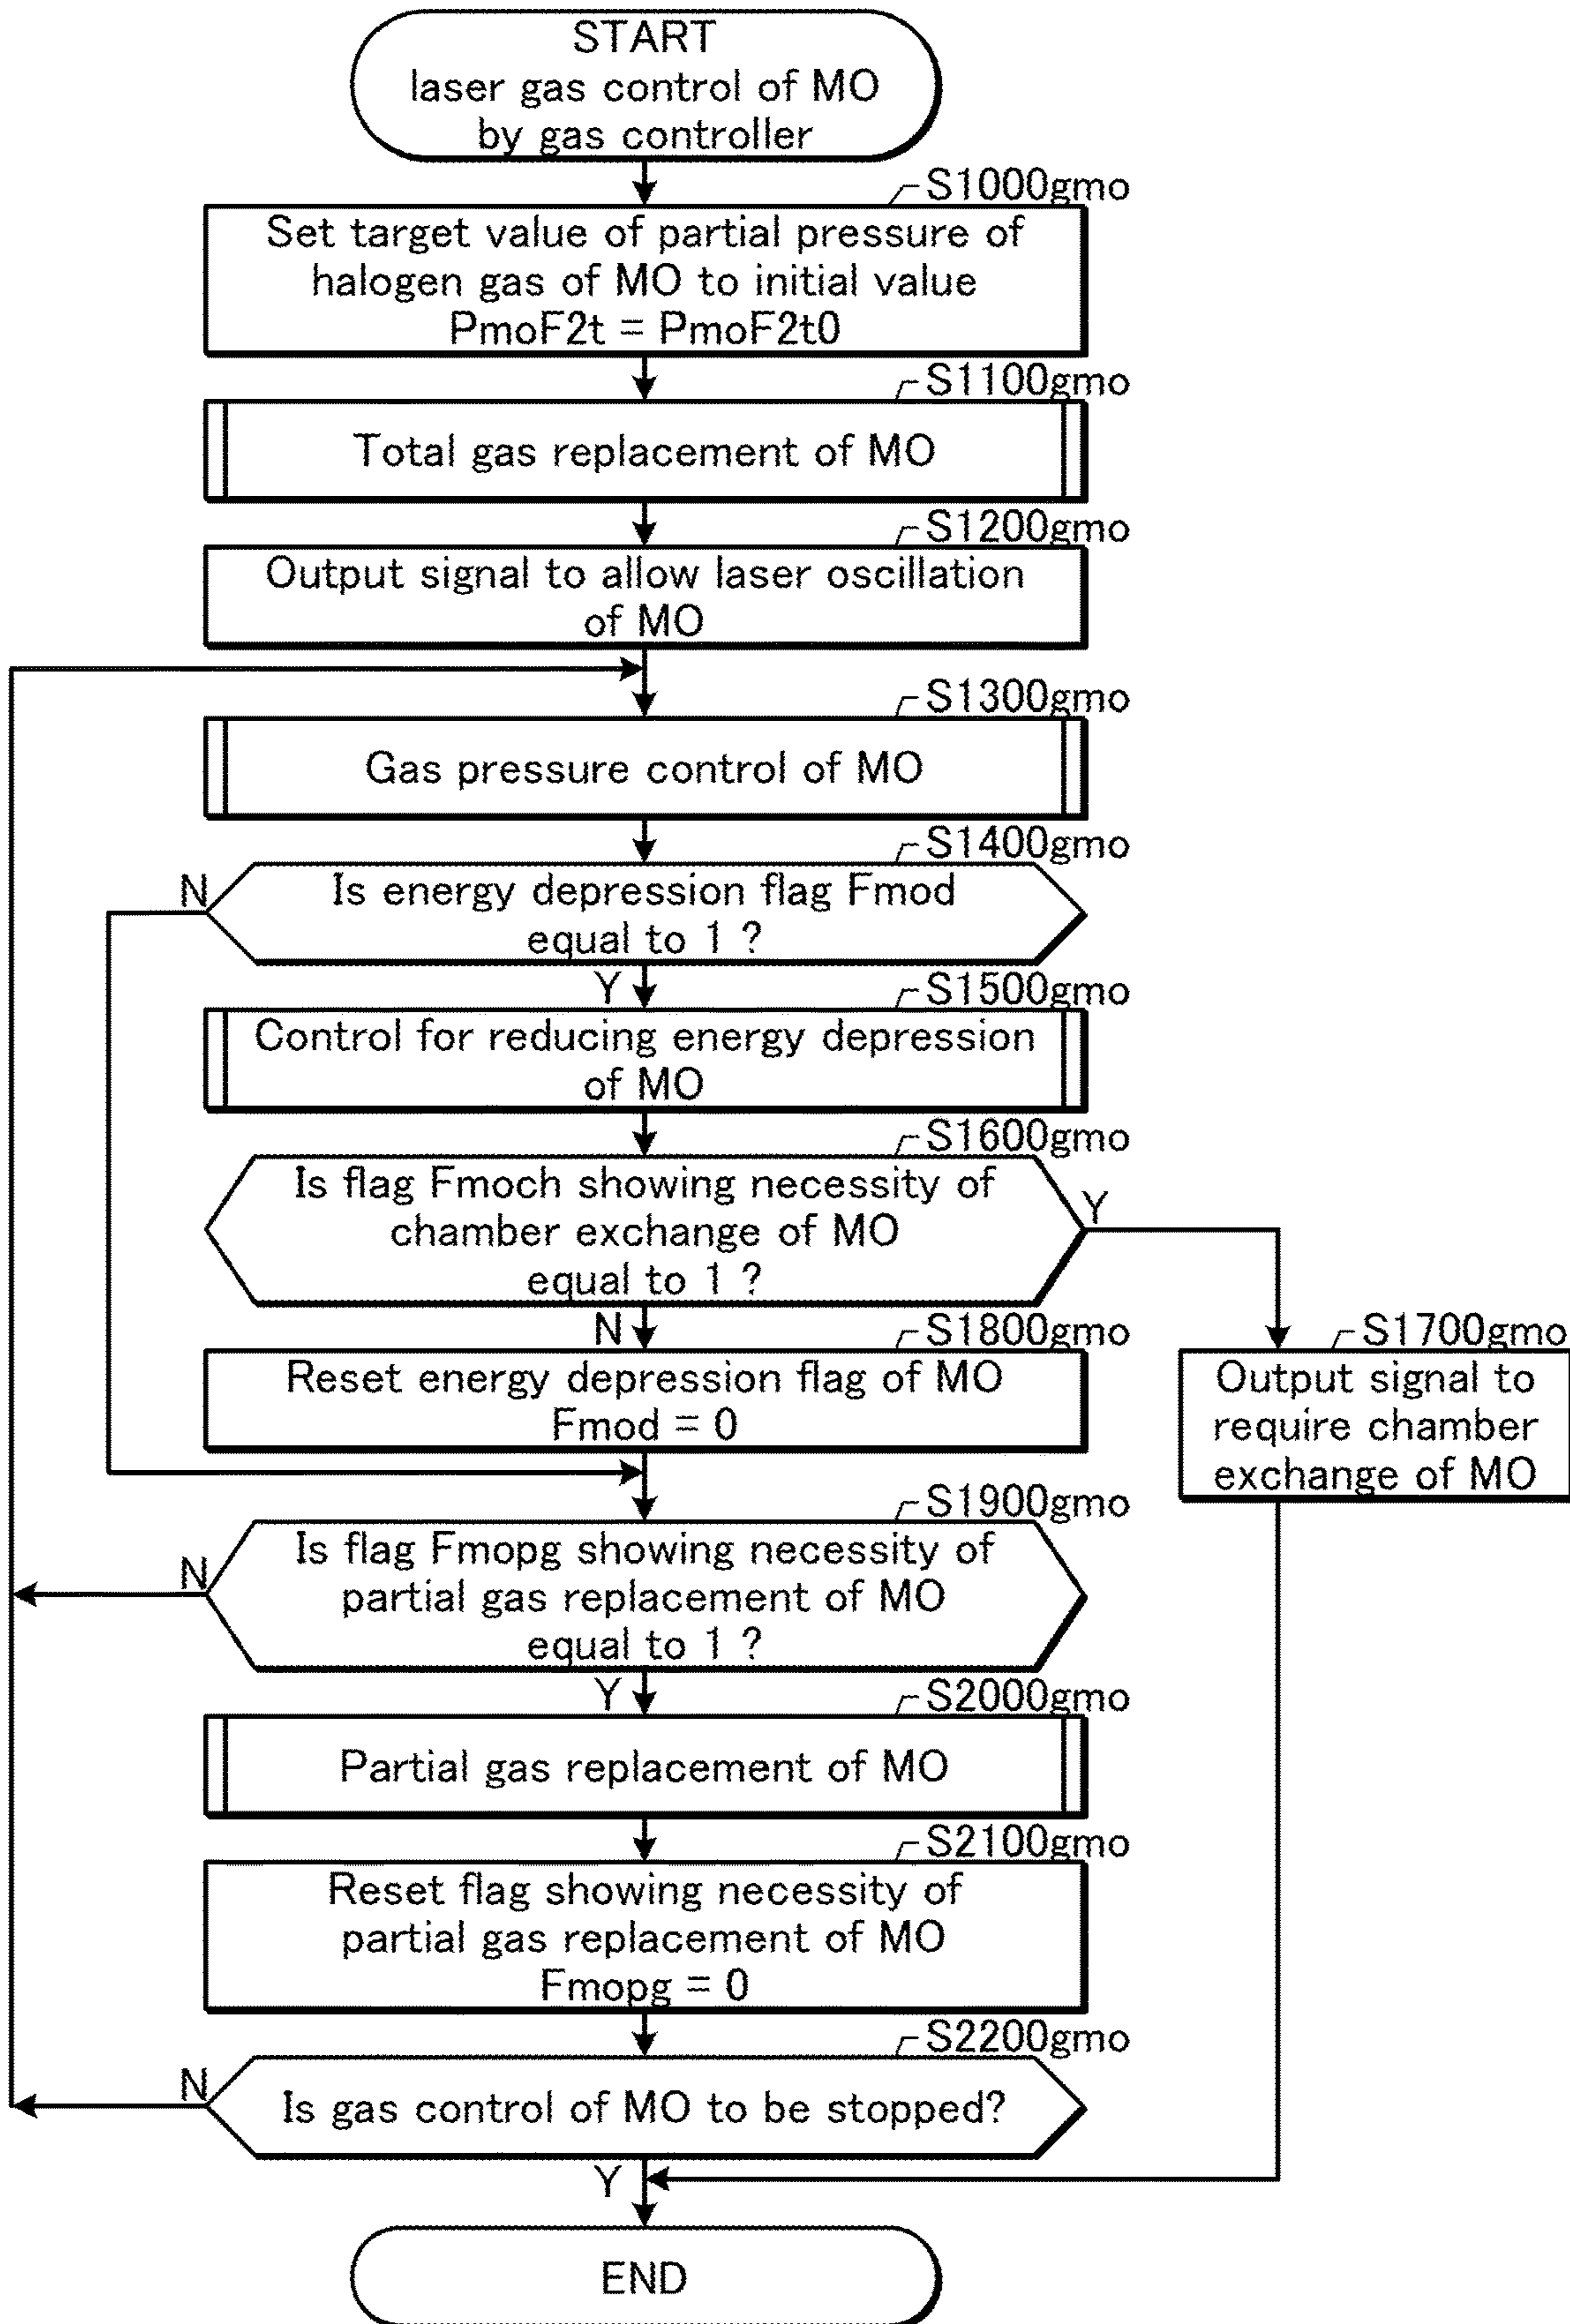 START
laser gas control of MO
by gas controller
S1000gmo
Set target value of partial pressure of
halogen gas of MO to initial value
PmoF2t = PmoF2t0
S1100gmo
Total gas replacement of MO
S1200gmo
Output signal to allow laser oscillation
of MO
S1300gmo
Gas pressure control of MO
S1400gmo
N
Is energy depression flag Fmod
equal to 1 ?
Y
S1500gmo
Control for reducing energy depression
of MO
S1600gmo
Is flag Fmoch showing necessity of
chamber exchange of MO
equal to 1 ?
Y
N
S1800gmo
Reset energy depression flag of MO
Fmod = 0
S1700gmo
Output signal to
require chamber
exchange of MO
S1900gmo
N
Is flag Fmopg showing necessity of
partial gas replacement of MO
equal to 1 ?
Y
S2000gmo
Partial gas replacement of MO
S2100gmo
Reset flag showing necessity of
partial gas replacement of MO
Fmopg = 0
S2200gmo
N
Is gas control of MO to be stopped?
Y
END